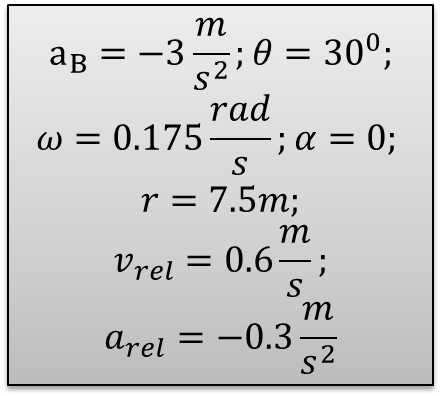 a_B = −3 m/s²; θ = 30⁰;
ω = 0.175 rad/s; α = 0;
r = 7.5m;
v_rel = 0.6 m/s;
a_rel = −0.3 m/s²